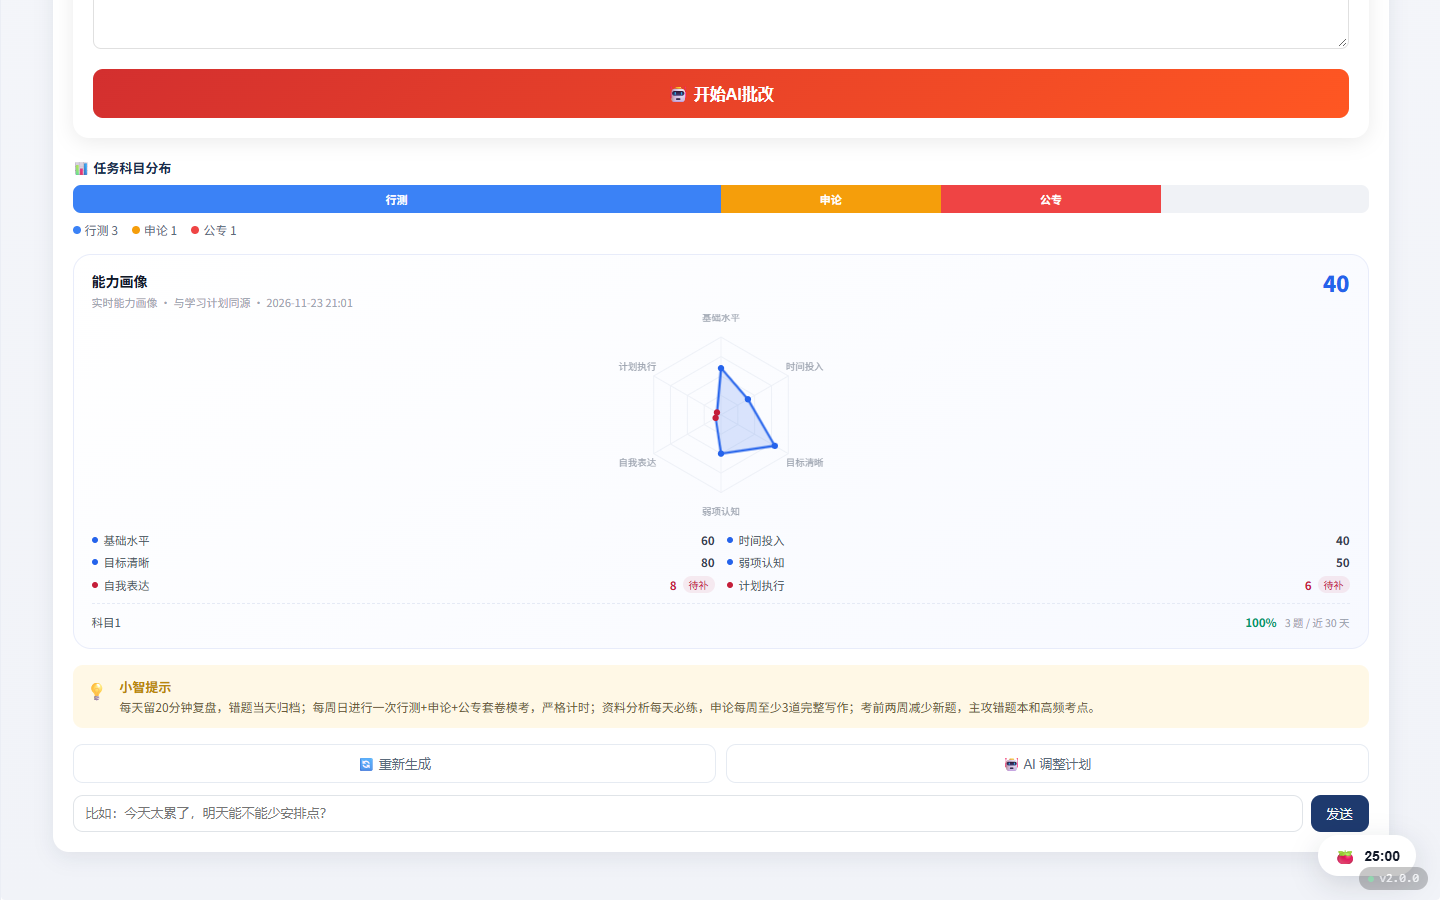 开始AI批改
任务科目分布
行测
申论
公专
行测 3
申论 1
公专 1
能力画像
40
实时能力画像 · 与学习计划同源 · 2026-11-23 21:01
基础水平
计划执行
时间投入
自我表达
目标清晰
弱项认知
基础水平
60
时间投入
40
目标清晰
80
弱项认知
50
自我表达
8 待补
计划执行
6 待补
科目1
100% 3 题 / 近 30 天
小智提示
每天留20分钟复盘，错题当天归档；每周日进行一次行测+申论+公专套卷模考，严格计时；资料分析每天必练，申论每周至少3道完整写作；考前两周减少新题，主攻错题本和高频考点。
重新生成
AI 调整计划
比如：今天太累了，明天能不能少安排点？
发送
25:00
v2.0.0